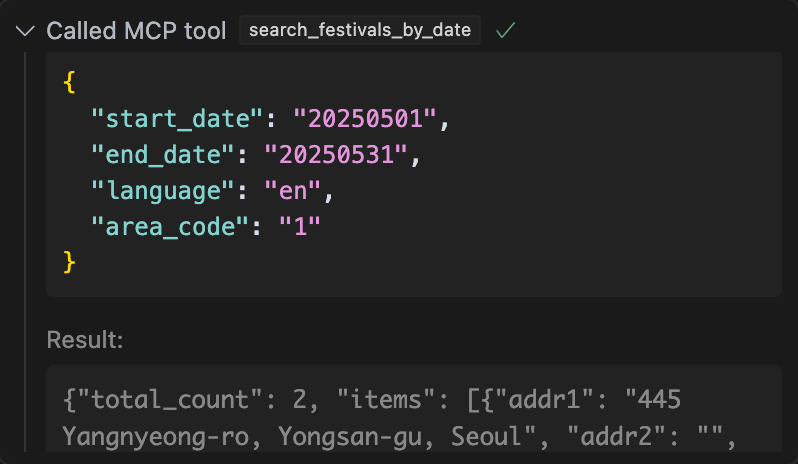 Called MCP tool search_festivals_by_date
{
"start_date": "20250501",
"end_date": "20250531",
"language": "en",
"area_code": "1"
}
Result:
{"total_count": 2, "items": [{"addr1": "445
Yangnyeong-ro, Yongsan-gu, Seoul", "addr2": "",